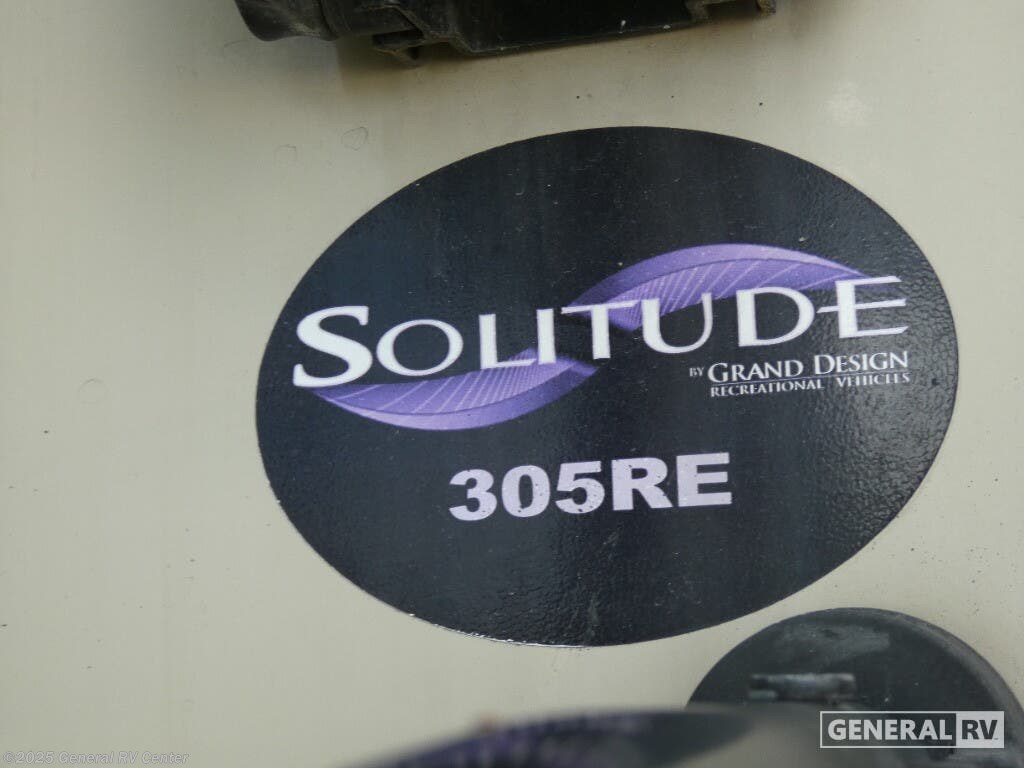 SOLITUDE
BY GRAND DESIGN
RECREATIONAL VEHICLES
305RE
GENERAL RV
©2025 General RV Center